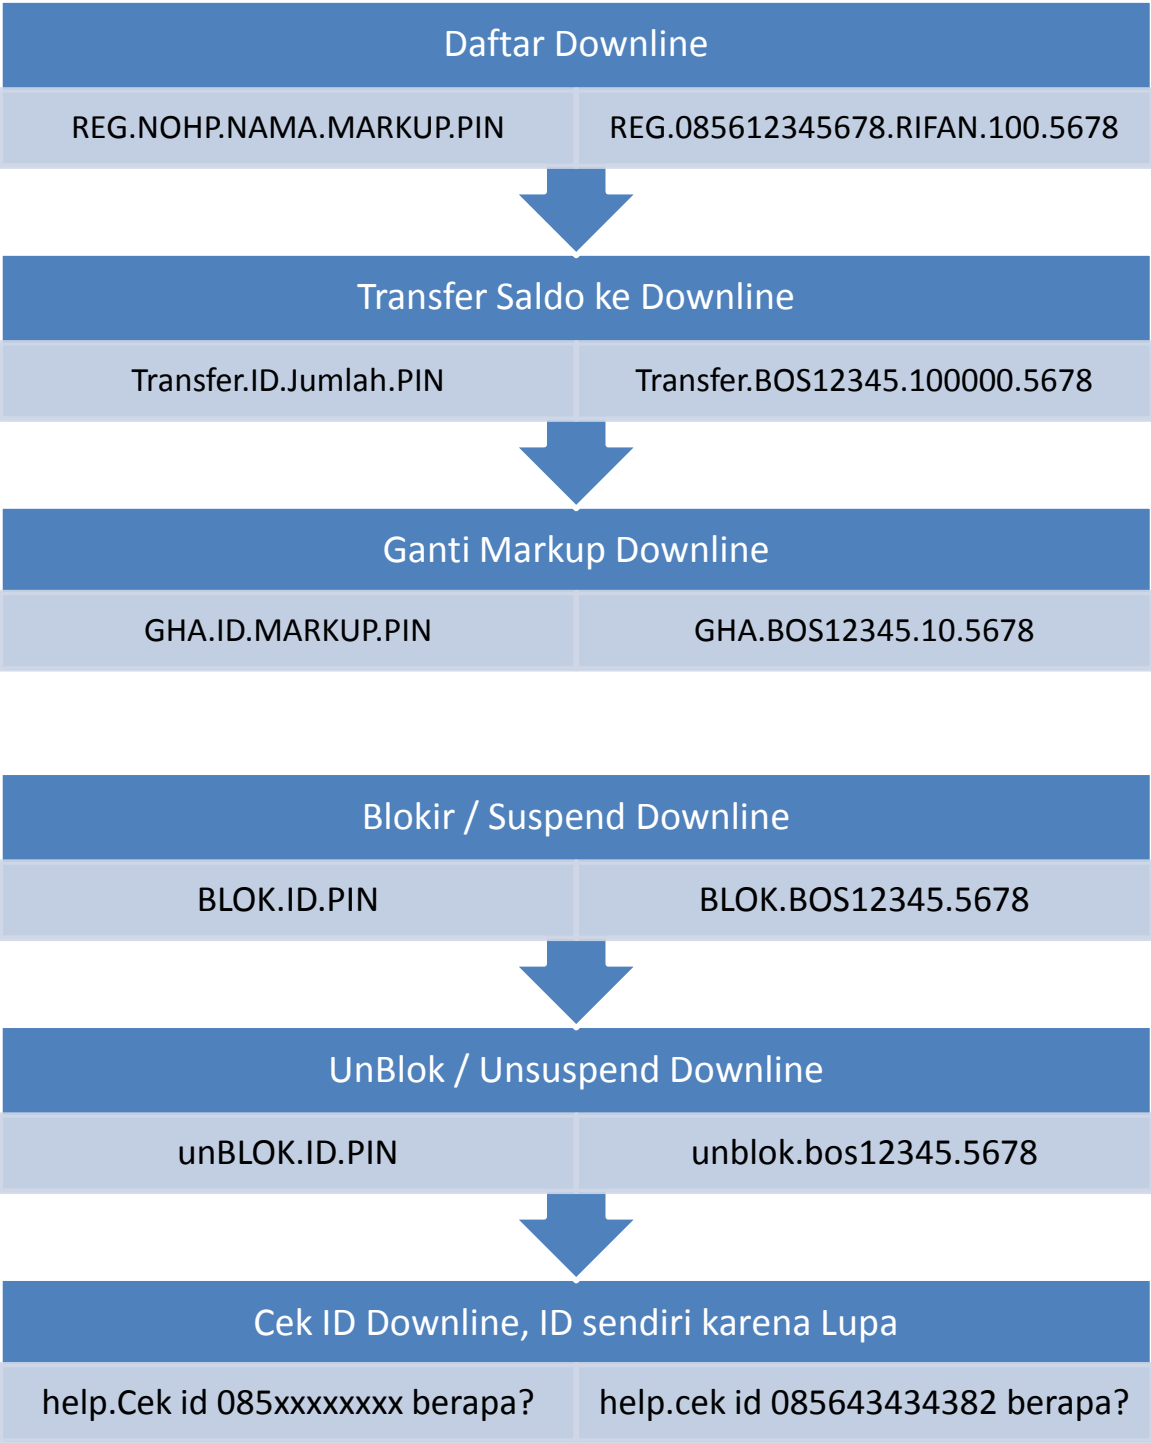 Daftar Downline
REG.NOHP.NAMA.MARKUP.PIN
REG.085612345678.RIFAN.100.5678
Transfer Saldo ke Downline
Transfer.ID.Jumlah.PIN
Transfer.BOS12345.100000.5678
Ganti Markup Downline
GHA.ID.MARKUP.PIN
GHA.BOS12345.10.5678
Blokir / Suspend Downline
BLOK.ID.PIN
BLOK.BOS12345.5678
UnBlok / Unsuspend Downline
unBLOK.ID.PIN
unblok.bos12345.5678
Cek ID Downline, ID sendiri karena Lupa
help.Cek id 085xxxxxxxx berapa?
help.cek id 085643434382 berapa?